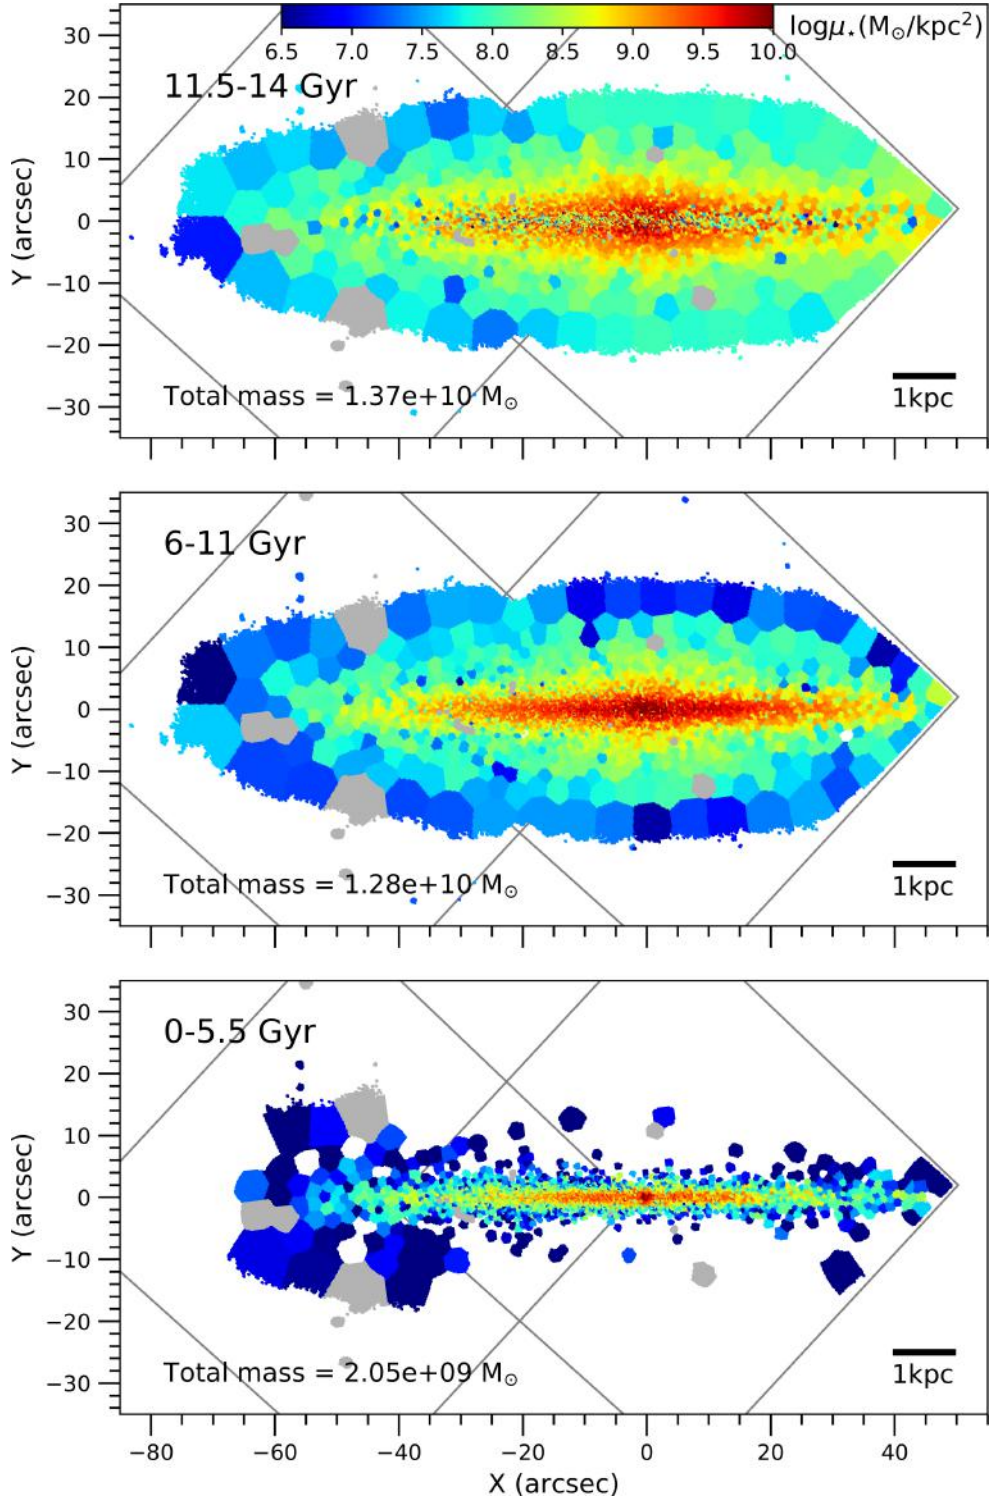 logμ⋆(M⊙/kpc²)
6.5 7.0 7.5 8.0 8.5 9.0 9.5 10.0
11.5-14 Gyr
30
20
10
0
−10
−20
−30
Y (arcsec)
Total mass = 1.37e+10 M⊙
1kpc
6-11 Gyr
30
20
10
0
−10
−20
−30
Y (arcsec)
Total mass = 1.28e+10 M⊙
1kpc
0-5.5 Gyr
30
20
10
0
−10
−20
−30
Y (arcsec)
Total mass = 2.05e+09 M⊙
1kpc
−80 −60 −40 −20 0 20 40
X (arcsec)